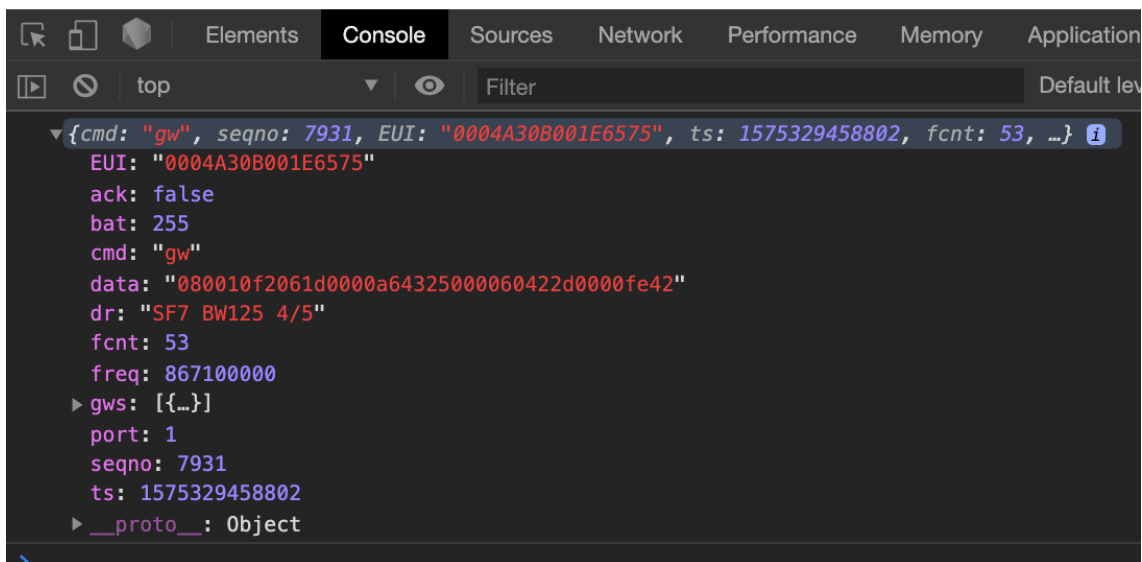 Elements Console Sources Network Performance Memory Application
top Filter Default lev
{cmd: "gw", seqno: 7931, EUI: "0004A30B001E6575", ts: 1575329458802, fcnt: 53, …} i
EUI: "0004A30B001E6575"
ack: false
bat: 255
cmd: "gw"
data: "080010f2061d0000a64325000060422d0000fe42"
dr: "SF7 BW125 4/5"
fcnt: 53
freq: 867100000
gws: [{…}]
port: 1
seqno: 7931
ts: 1575329458802
__proto__: Object